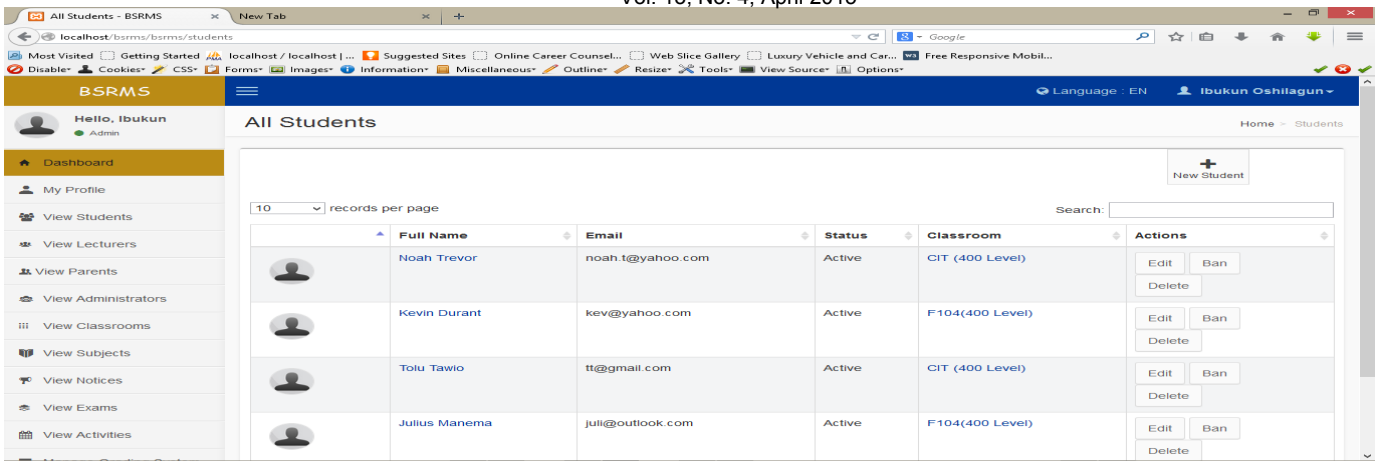 Vol. 16, No. 4, April 2018
All Students - BSRMS
New Tab
localhost/bsrms/bsrms/students
Google
Most Visited Getting Started localhost / localhost | ... Suggested Sites Online Career Counsel... Web Slice Gallery Luxury Vehicle and Car... Free Responsive Mobil...
Disable Cookies CSS Forms Images Information Miscellaneous Outline Resize Tools View Source Options
BSRMS
Language : EN
Ibukun Oshilagun
Hello, Ibukun
Admin
All Students
Home > Students
Dashboard
My Profile
View Students
View Lecturers
View Parents
View Administrators
View Classrooms
View Subjects
View Notices
View Exams
View Activities
New Student
10 records per page
Search:
Full Name Email Status Classroom Actions
Noah Trevor noah.t@yahoo.com Active CIT (400 Level) Edit Ban
Delete
Kevin Durant kev@yahoo.com Active F104(400 Level) Edit Ban
Delete
Tolu Tawio tt@gmail.com Active CIT (400 Level) Edit Ban
Delete
Julius Manema juli@outlook.com Active F104(400 Level) Edit Ban
Delete